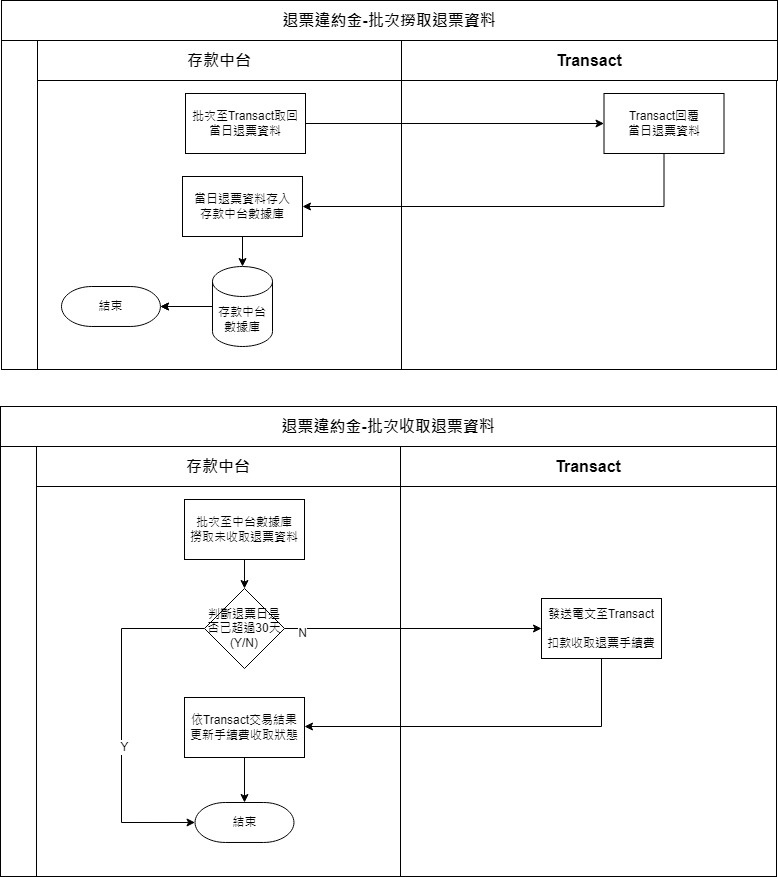 退票違約金-批次撈取退票資料
存款中台
Transact
批次至Transact取回
當日退票資料
Transact回覆
當日退票資料
當日退票資料存入
存款中台數據庫
結束
存款中台
數據庫
退票違約金-批次收取退票資料
存款中台
Transact
批次至中台數據庫
撈取未收取退票資料
判斷退票日是
否已超過30天
(Y/N)
N
發送電文至Transact
扣款收取退票手續費
依Transact交易結果
更新手續費收取狀態
Y
結束